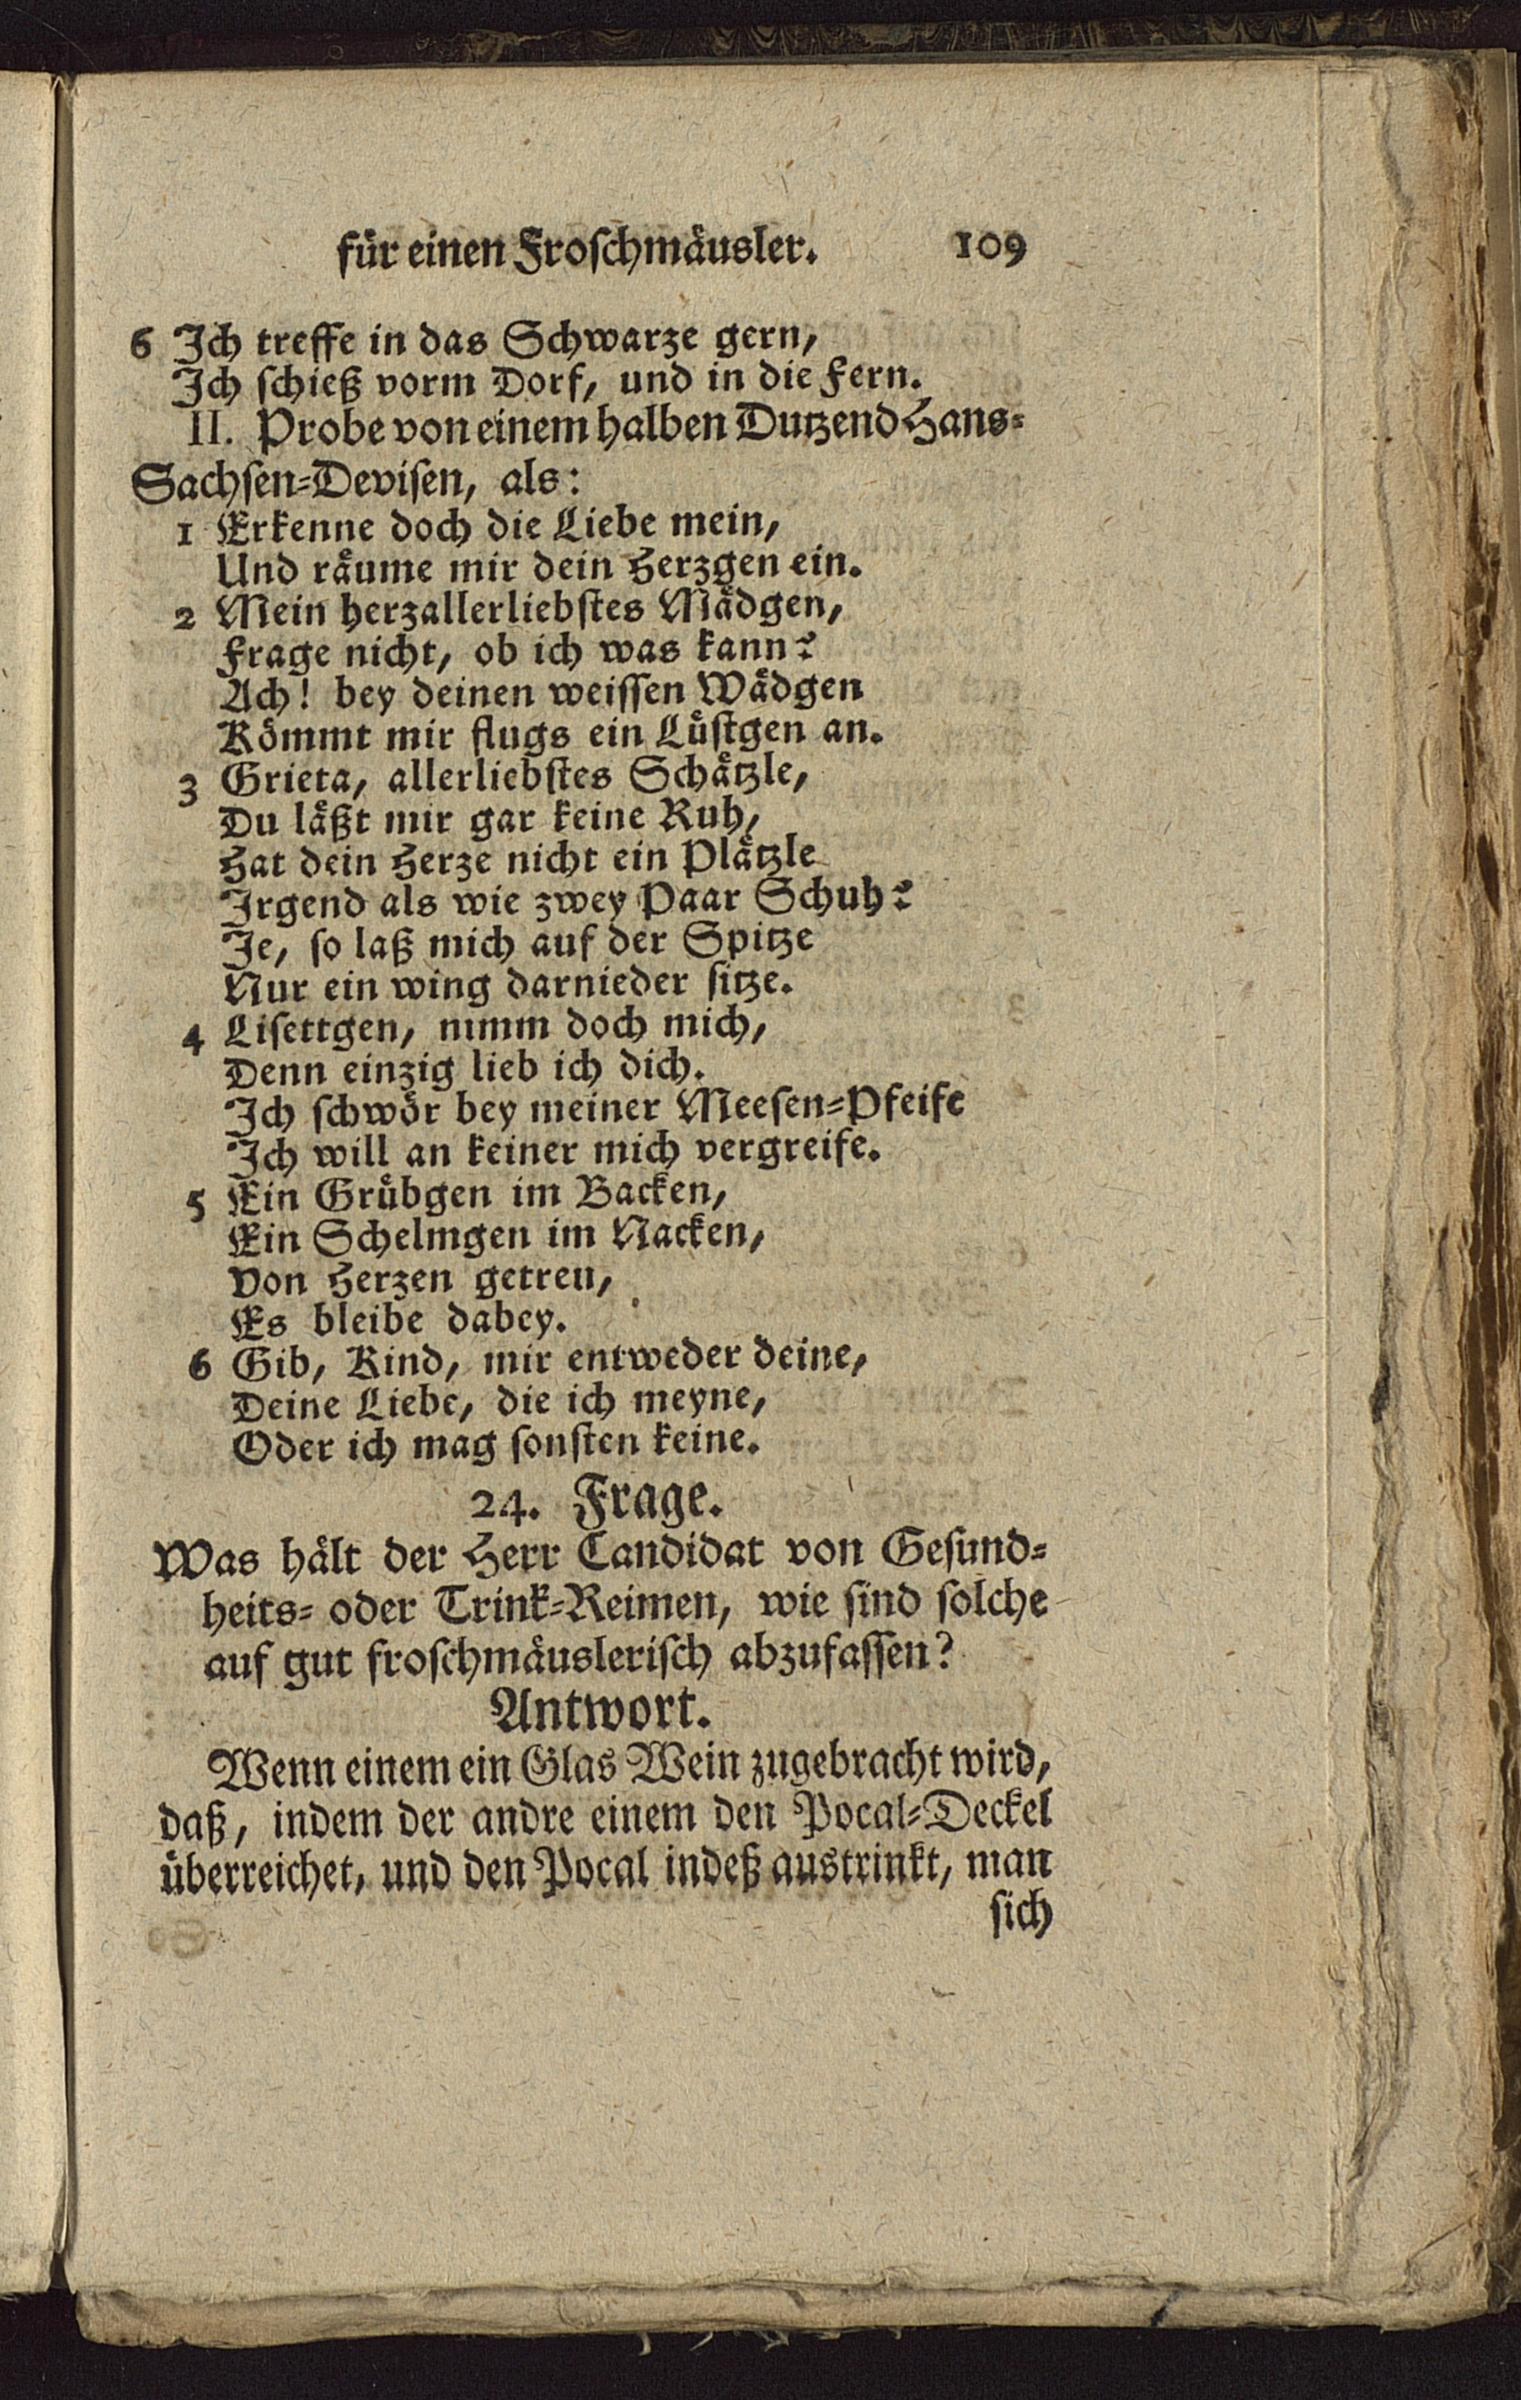 für einen Froschmäusler. 109
6 Ich treffe in das Schwarze gern,
Ich schieß vorm Dorf, und in die Fern.
II. Probe von einem halben Dutzend Hans-
Sachsen-Devisen, als:
1 Erkenne doch die Liebe mein,
Und räume mir dein Herzgen ein.
2 Mein herzallerliebstes Mädgen,
Frage nicht, ob ich was kann?
Ach! bey deinen weissen Wädgen
Kömmt mir flugs ein Lüstgen an.
3 Grieta, allerliebstes Schätzle,
Du läßt mir gar keine Ruh,
Hat dein Herze nicht ein Plätzle
Irgend als wie zwey Paar Schuh?
Je, so laß mich auf der Spitze
Nur ein wing darnieder sitze.
4 Lisettgen, nimm doch mich,
Denn einzig lieb ich dich.
Ich schwör bey meiner Meesen-Pfeife
Ich will an keiner mich vergreife.
5 Ein Grübgen im Backen,
Ein Schelmgen im Nacken,
Von Herzen getreu,
Es bleibe dabey.
6 Gib, Kind, mir entweder deine,
Deine Liebe, die ich meyne,
Oder ich mag sonsten keine.
24. Frage.
Was hält der Herr Candidat von Gesund-
heits- oder Trink-Reimen, wie sind solche
auf gut froschmäuslerisch abzufassen?
Antwort.
Wenn einem ein Glas Wein zugebracht wird,
daß, indem der andre einem den Pocal-Deckel
überreichet, und den Pocal indeß austrinkt, man
sich